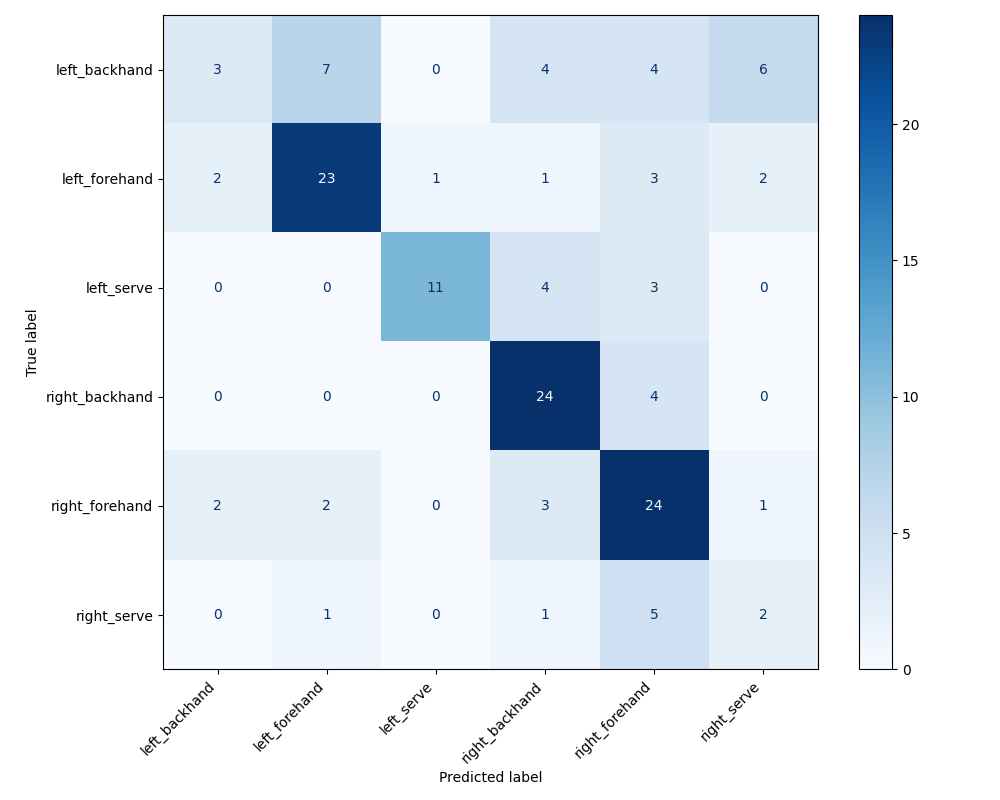 left_backhand 3 7 0 4 4 6
left_forehand 2 23 1 1 3 2
left_serve 0 0 11 4 3 0
right_backhand 0 0 0 24 4 0
right_forehand 2 2 0 3 24 1
right_serve 0 1 0 1 5 2
True label
left_backhand left_forehand left_serve right_backhand right_forehand right_serve
Predicted label
20
15
10
5
0